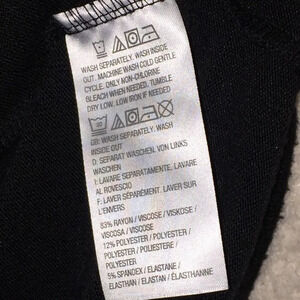 WASH SEPARATELY. WASH INSIDE
OUT. MACHINE WASH COLD GENTLE
CYCLE. ONLY NON-CHLORINE
BLEACH WHEN NEEDED. TUMBLE
DRY LOW. LOW IRON IF NEEDED
GB: WASH SEPARATELY. WASH
INSIDE OUT
D: SEPARAT WASCHEN. VON LINKS
WASCHEN
I: LAVARE SEPARATAMENTE. LAVARE
AL ROVESCIO
F: LAVER SÉPARÉMENT. LAVER SUR
L'ENVERS
83% RAYON / VISCOSE / VISKOSE /
VISCOSA / VISCOSE
12% POLYESTER / POLYESTER /
POLYESTER / POLIESTERE /
POLYESTER
5% SPANDEX / ELASTANE /
ELASTHAN / ELASTAN / ÉLASTHANNE